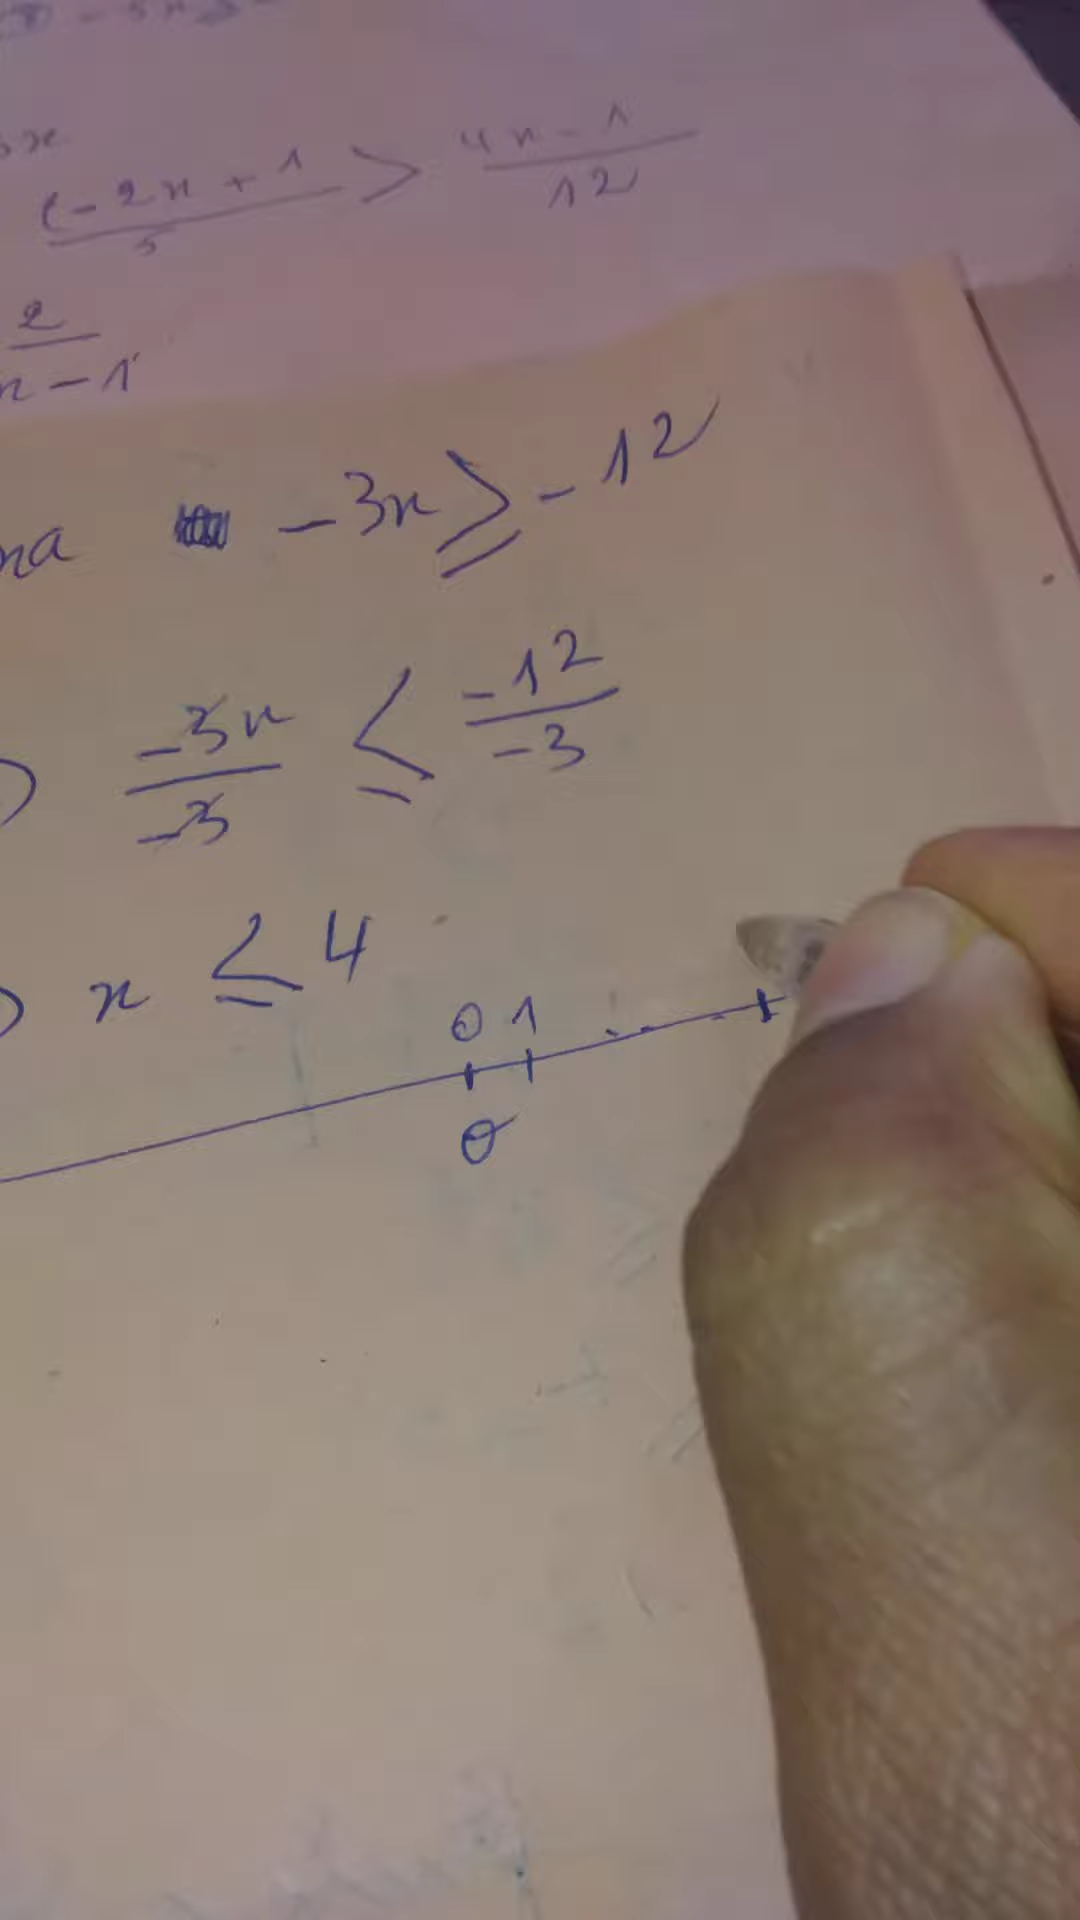 (-2x + 1 / 5 > 4x - 1 / 12
2 / x - 1
-3x ≥ -12
-3x / -3 ≤ -12 / -3
x ≤ 4
0 1
0